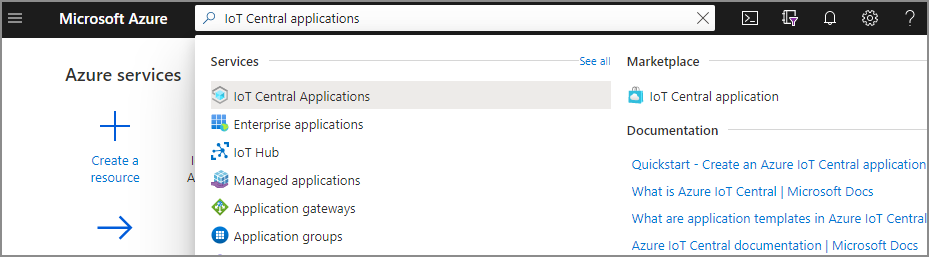 Microsoft Azure
IoT Central applications
Azure services
Create a
resource
I
A
Services
See all
IoT Central Applications
Enterprise applications
IoT Hub
Managed applications
Application gateways
Application groups
Marketplace
IoT Central application
Documentation
Quickstart - Create an Azure IoT Central application
What is Azure IoT Central | Microsoft Docs
What are application templates in Azure IoT Central
Azure IoT Central documentation | Microsoft Docs